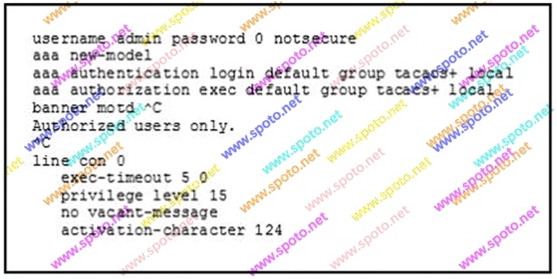 username admin password 0 notsecure
aaa new-model
aaa authentication login default group tacacs+ local
aaa authorization exec default group tacacs+ local
banner motd ^C
Authorized users only.
^C
line con 0
exec-timeout 5 0
privilege level 15
no vacant-message
activation-character 124
www.spoto.net